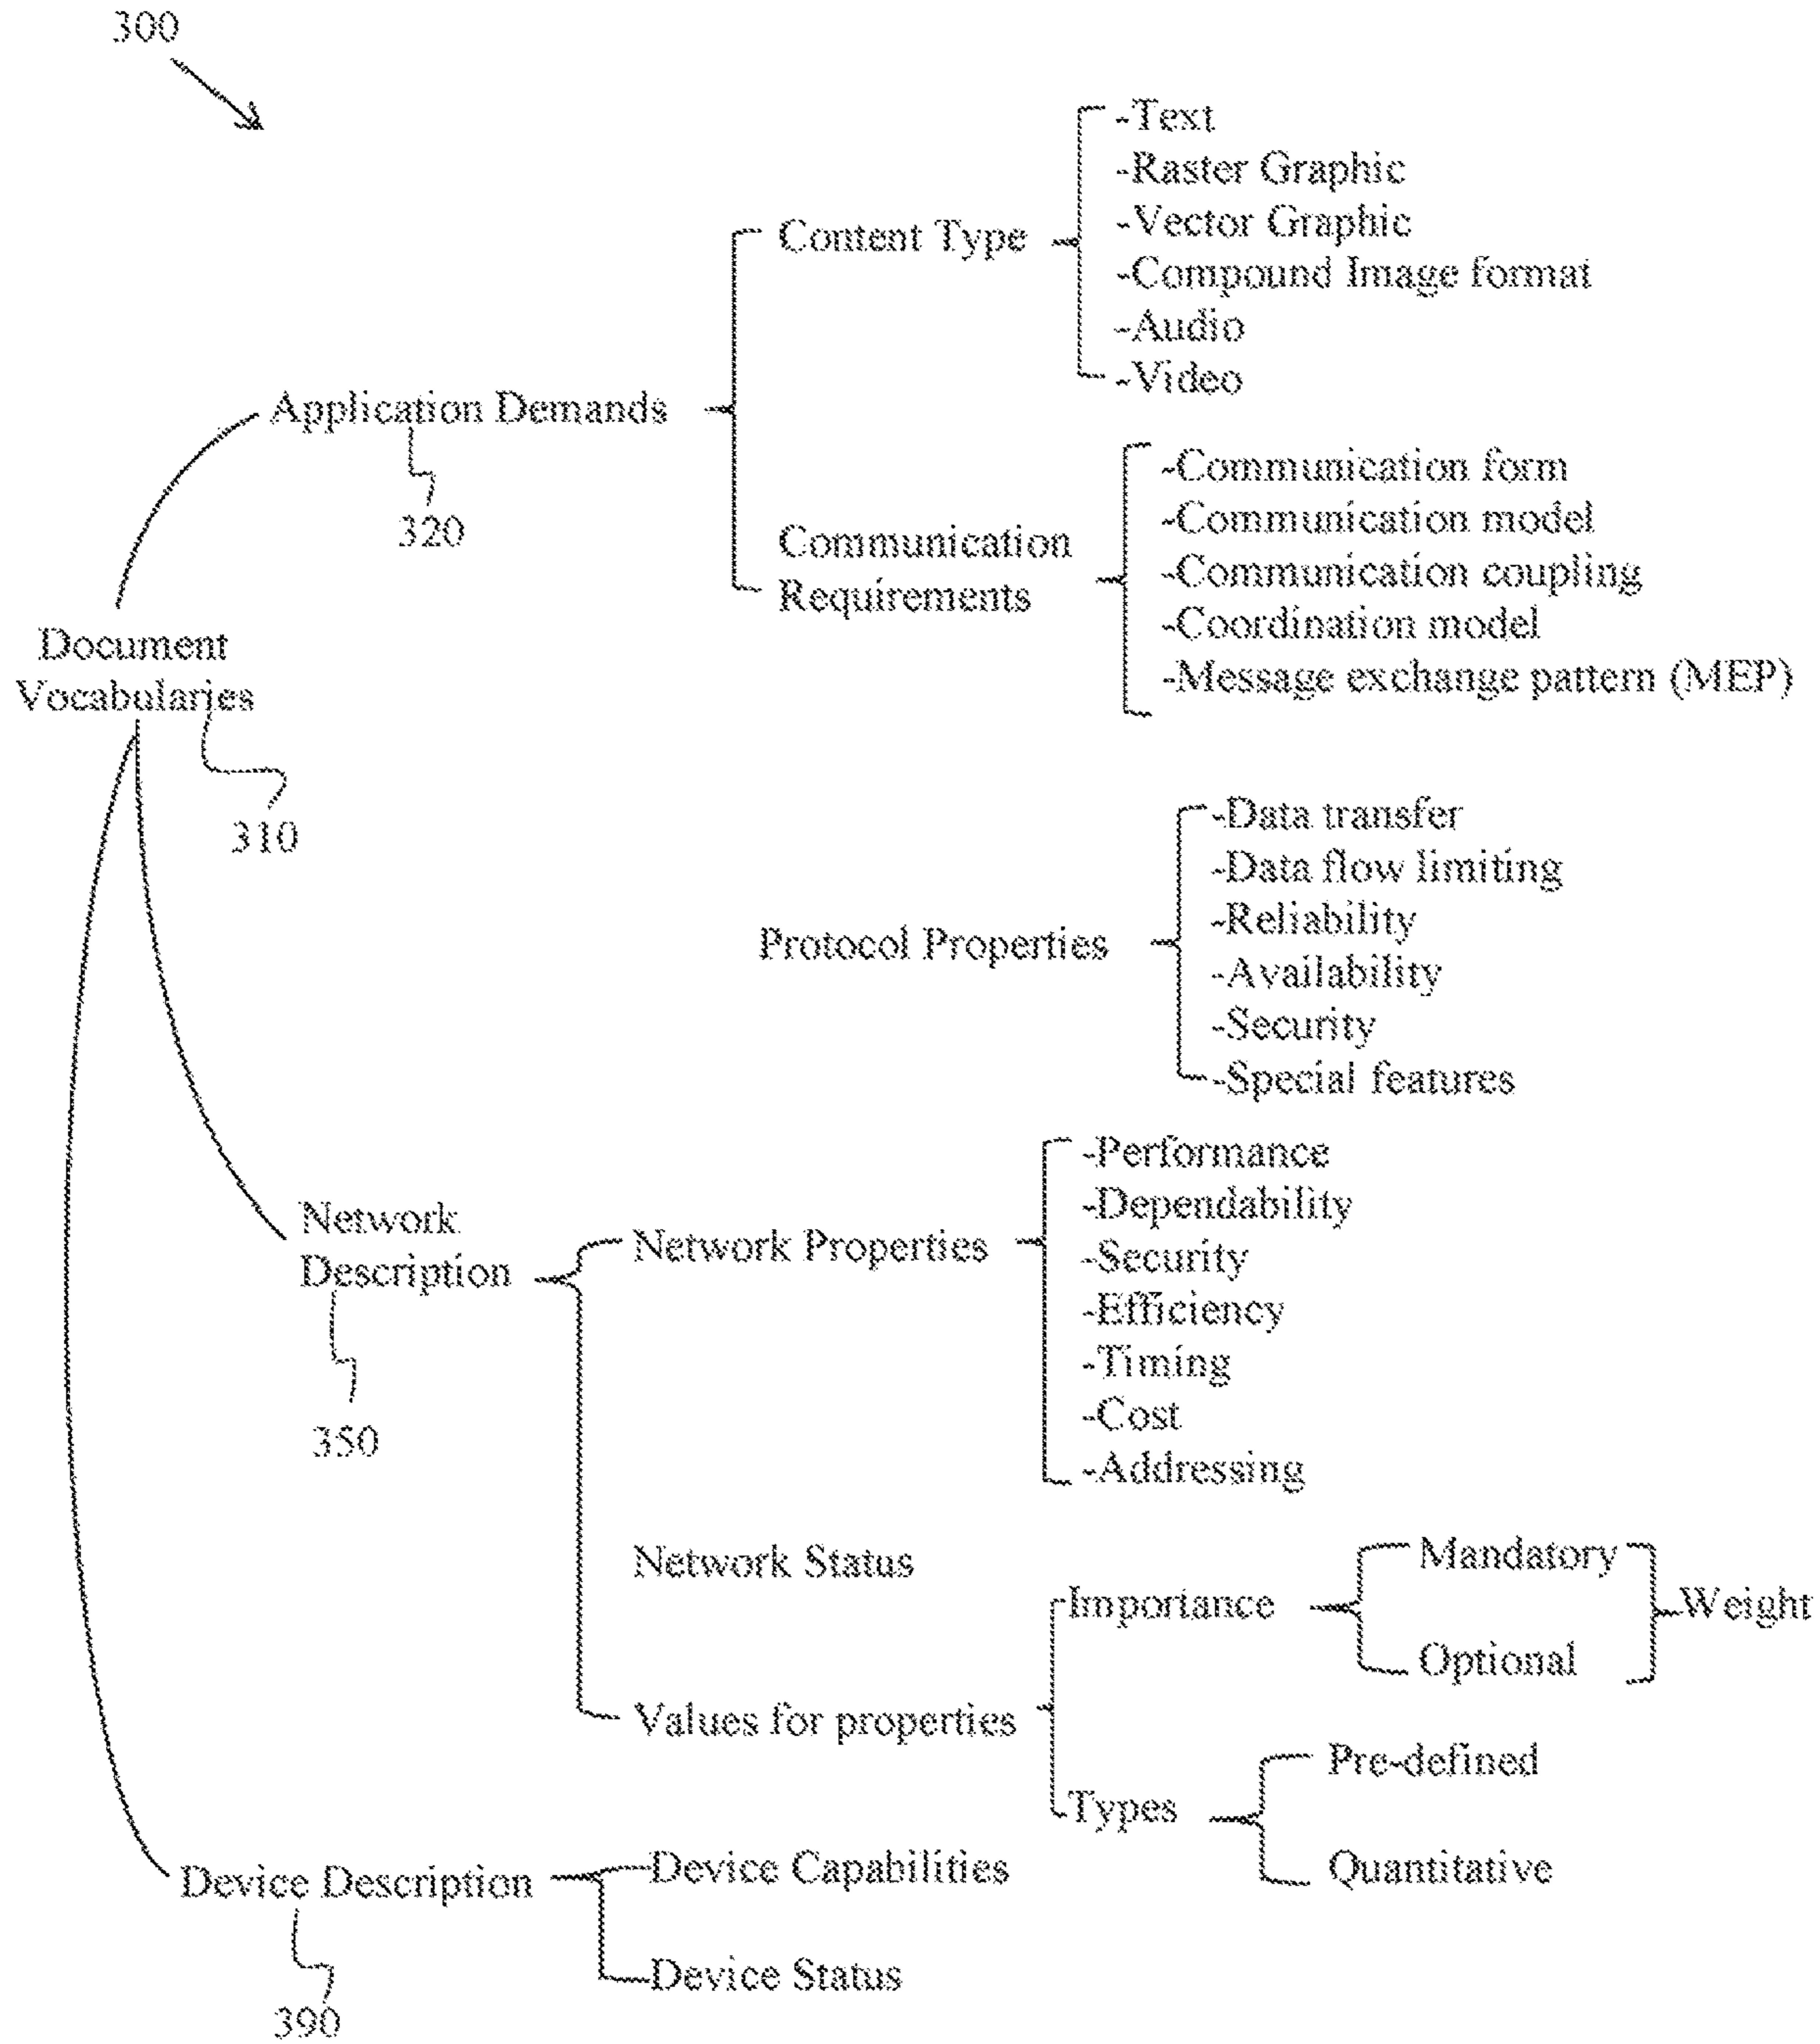 300
-Text
-Raster Graphic
-Vector Graphic
-Compound Image format
-Audio
-Video
Content Type
Application Demands
320
Communication
Requirements
-Communication form
-Communication model
-Communication coupling
-Coordination model
-Message exchange pattern (MEP)
Document
Vocabularies
310
Protocol Properties
-Data transfer
-Data flow limiting
-Reliability
-Availability
-Security
-Special features
Network
Description
350
Network Properties
-Performance
-Dependability
-Security
-Efficiency
-Timing
-Cost
-Addressing
Network Status
Values for properties
Importance
Mandatory
Optional
Weight
Types
Pre-defined
Quantitative
Device Description
390
Device Capabilities
Device Status